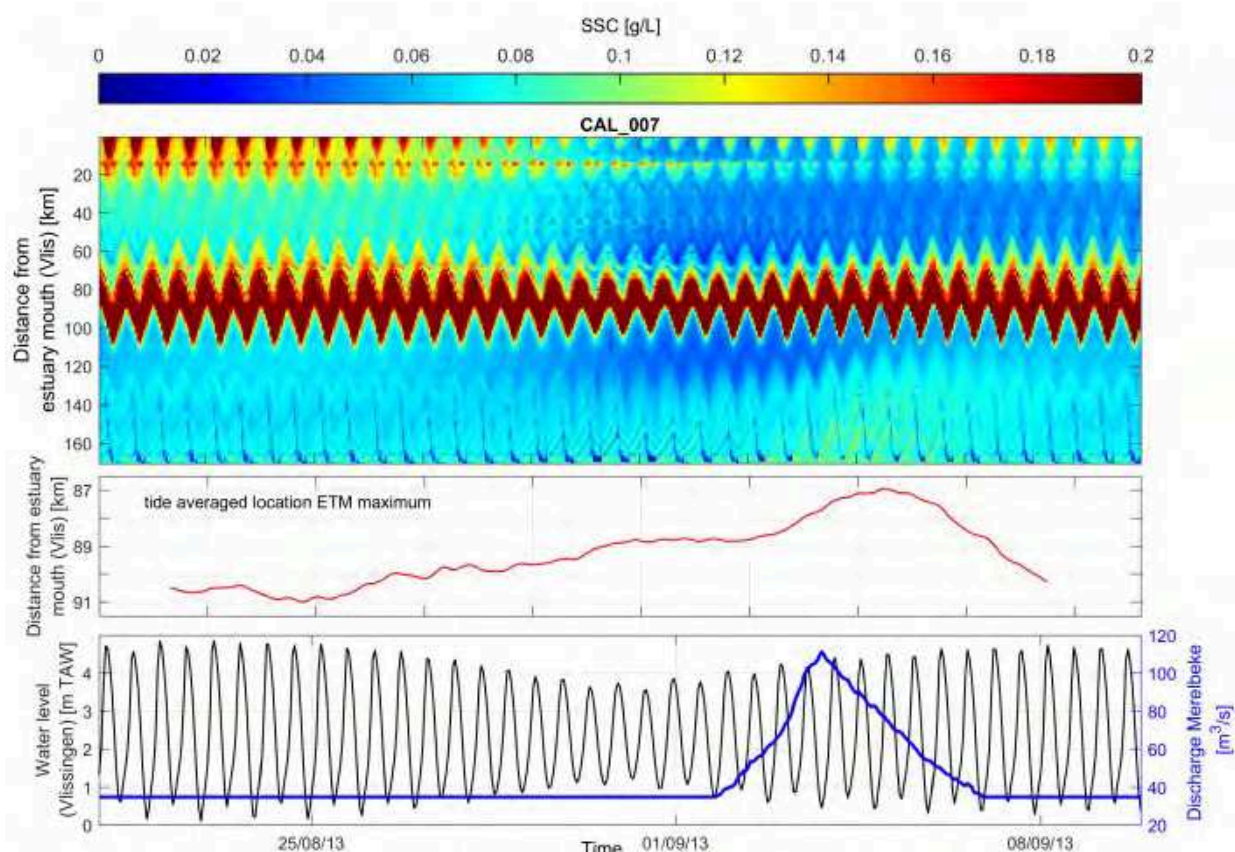 SSC [g/L]
0 0.02 0.04 0.06 0.08 0.1 0.12 0.14 0.16 0.18 0.2
CAL_007
Distance from
estuary mouth (Vlis) [km]
20
40
60
80
100
120
140
160
Distance from estuary
mouth (Vlis) [km]
87
89
91
tide averaged location ETM maximum
Water level
(Vlissingen) [m TAW]
4
3
2
1
0
120
100
80
60
40
20
Discharge Merelbeke
[m³/s]
25/08/13 01/09/13 08/09/13
Time